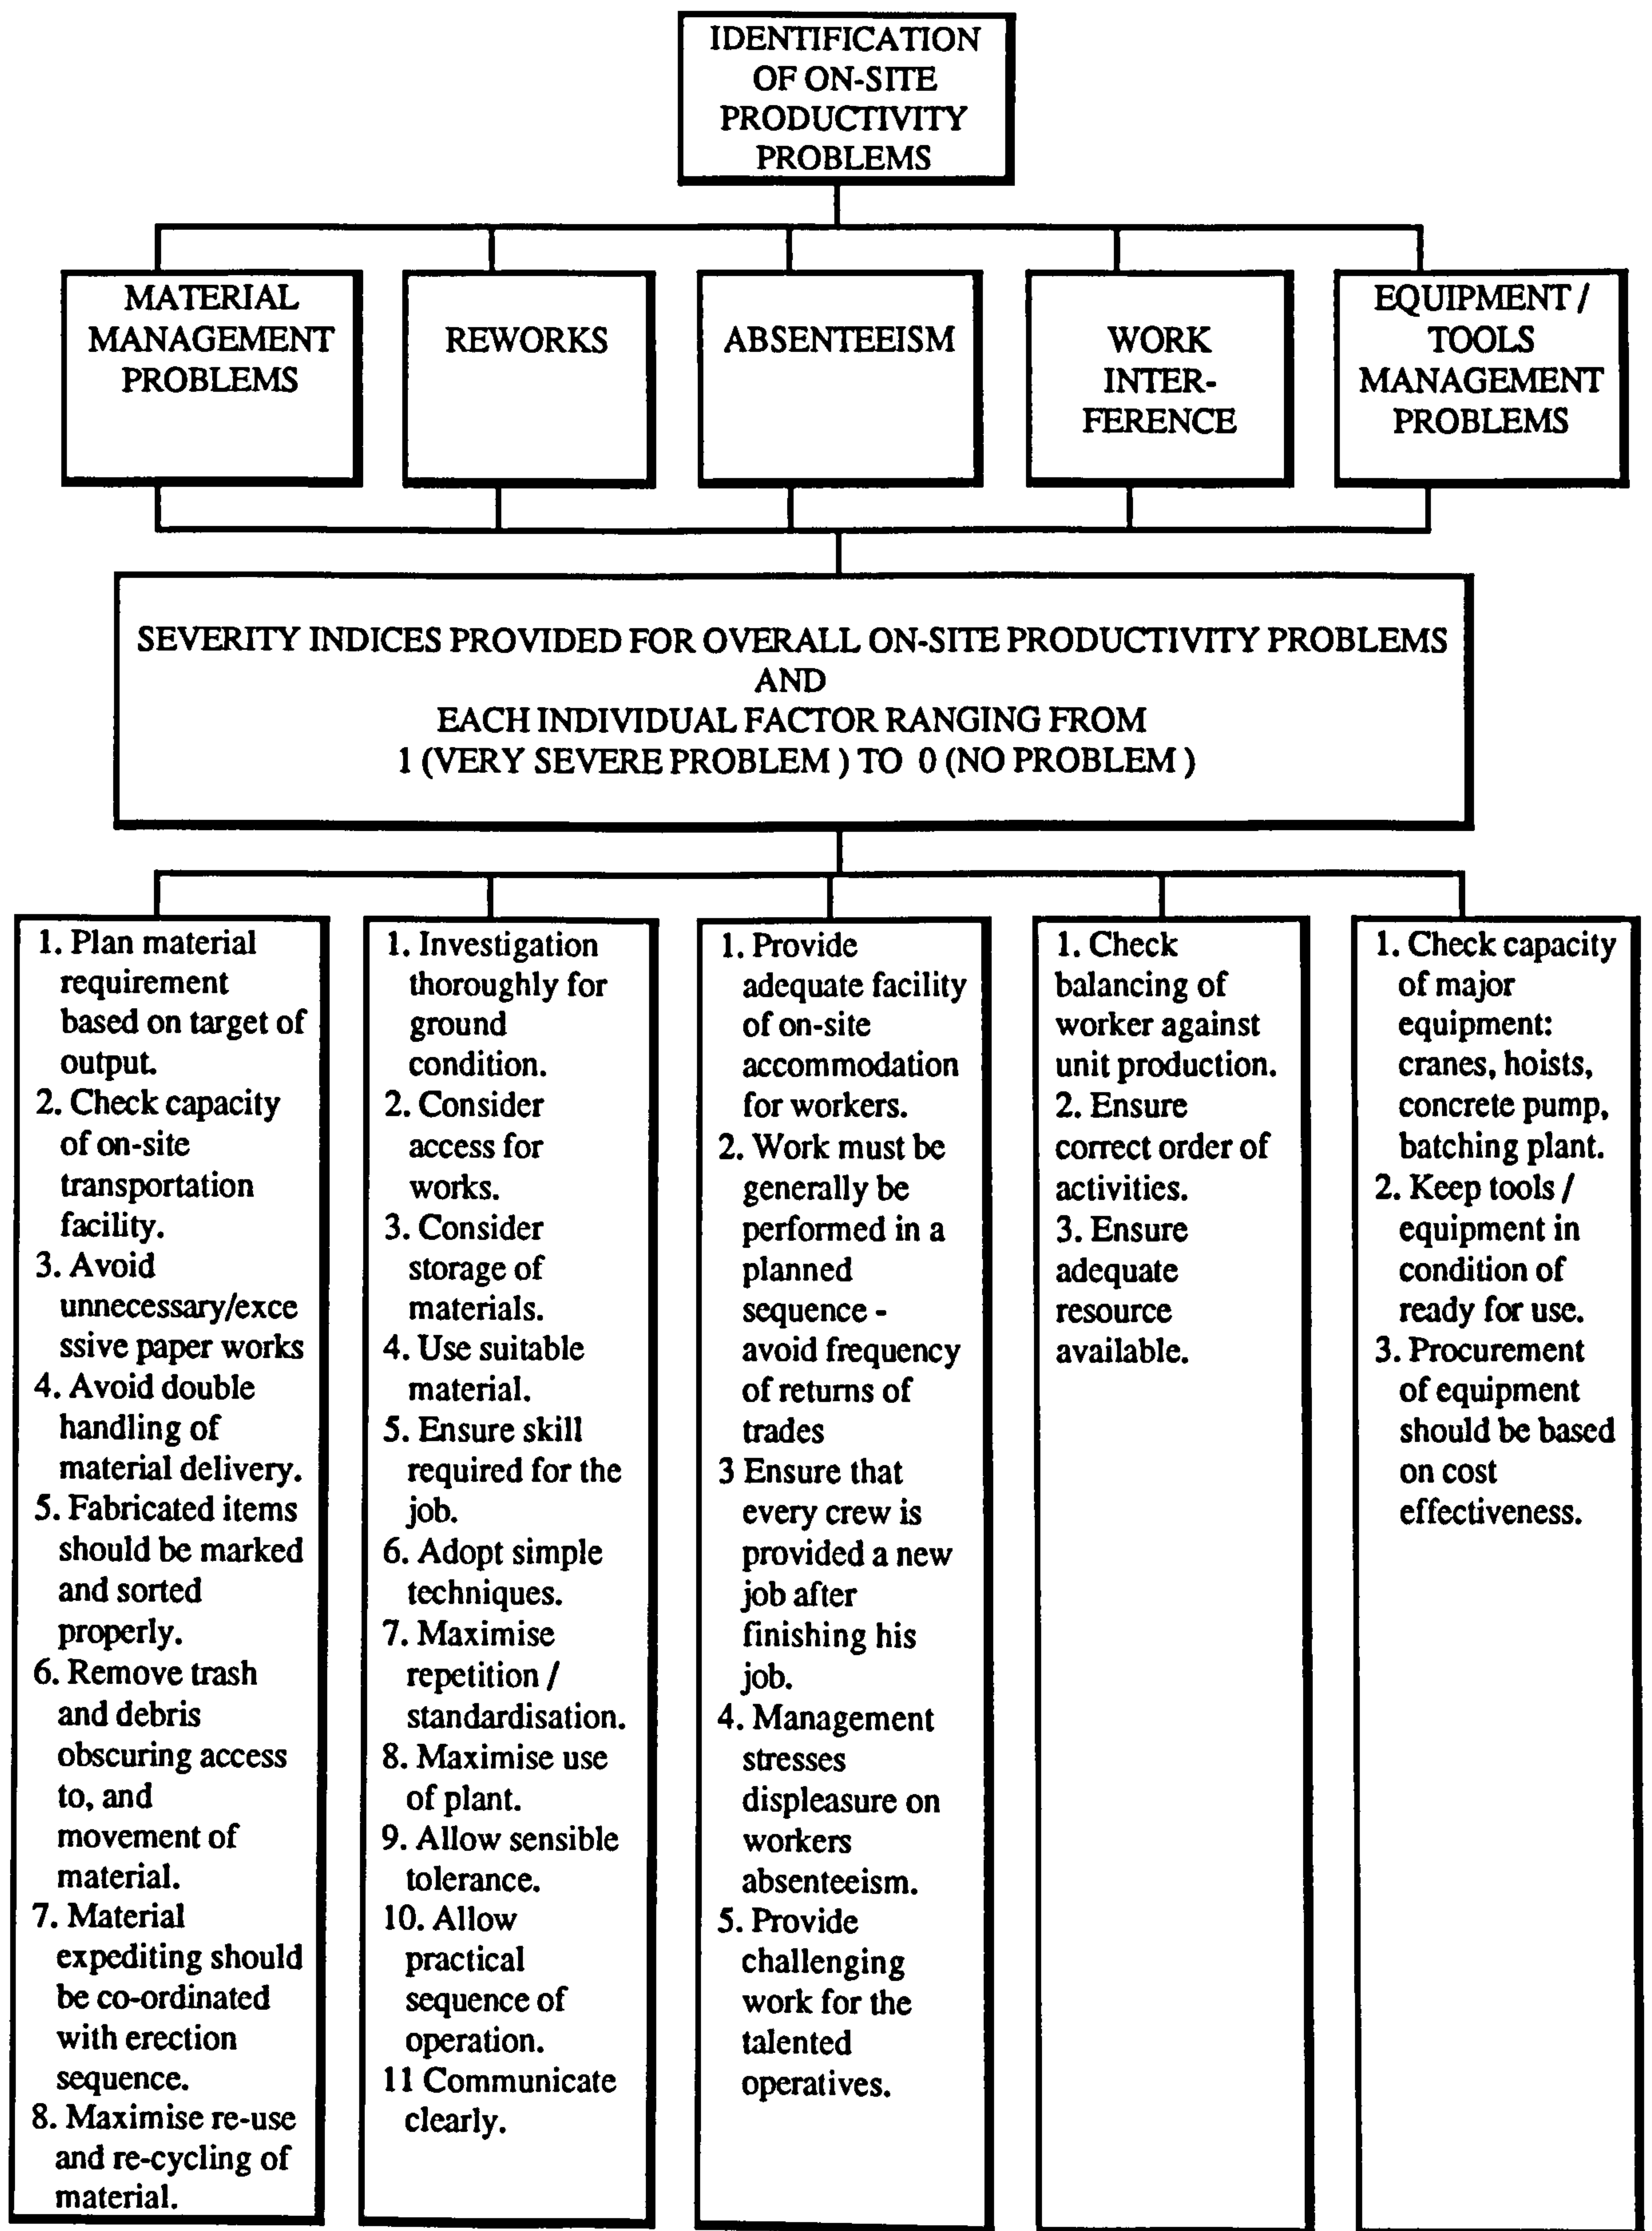 IDENTIFICATION
OF ON-SITE
PRODUCTIVITY
PROBLEMS
MATERIAL
MANAGEMENT
PROBLEMS
REWORKS
ABSENTEEISM
WORK
INTER-
FERENCE
EQUIPMENT /
TOOLS
MANAGEMENT
PROBLEMS
SEVERITY INDICES PROVIDED FOR OVERALL ON-SITE PRODUCTIVITY PROBLEMS
AND
EACH INDIVIDUAL FACTOR RANGING FROM
1 (VERY SEVERE PROBLEM ) TO 0 (NO PROBLEM )
1. Plan material
requirement
based on target of
output.
2. Check capacity
of on-site
transportation
facility.
3. Avoid
unnecessary/exce
ssive paper works
4. Avoid double
handling of
material delivery.
5. Fabricated items
should be marked
and sorted
properly.
6. Remove trash
and debris
obscuring access
to, and
movement of
material.
7. Material
expediting should
be co-ordinated
with erection
sequence.
8. Maximise re-use
and re-cycling of
material.
1. Investigation
thoroughly for
ground
condition.
2. Consider
access for
works.
3. Consider
storage of
materials.
4. Use suitable
material.
5. Ensure skill
required for the
job.
6. Adopt simple
techniques.
7. Maximise
repetition /
standardisation.
8. Maximise use
of plant.
9. Allow sensible
tolerance.
10. Allow
practical
sequence of
operation.
11 Communicate
clearly.
1. Provide
adequate facility
of on-site
accommodation
for workers.
2. Work must be
generally be
performed in a
planned
sequence -
avoid frequency
of returns of
trades
3 Ensure that
every crew is
provided a new
job after
finishing his
job.
4. Management
stresses
displeasure on
workers
absenteeism.
5. Provide
challenging
work for the
talented
operatives.
1. Check
balancing of
worker against
unit production.
2. Ensure
correct order of
activities.
3. Ensure
adequate
resource
available.
1. Check capacity
of major
equipment:
cranes, hoists,
concrete pump,
batching plant.
2. Keep tools /
equipment in
condition of
ready for use.
3. Procurement
of equipment
should be based
on cost
effectiveness.